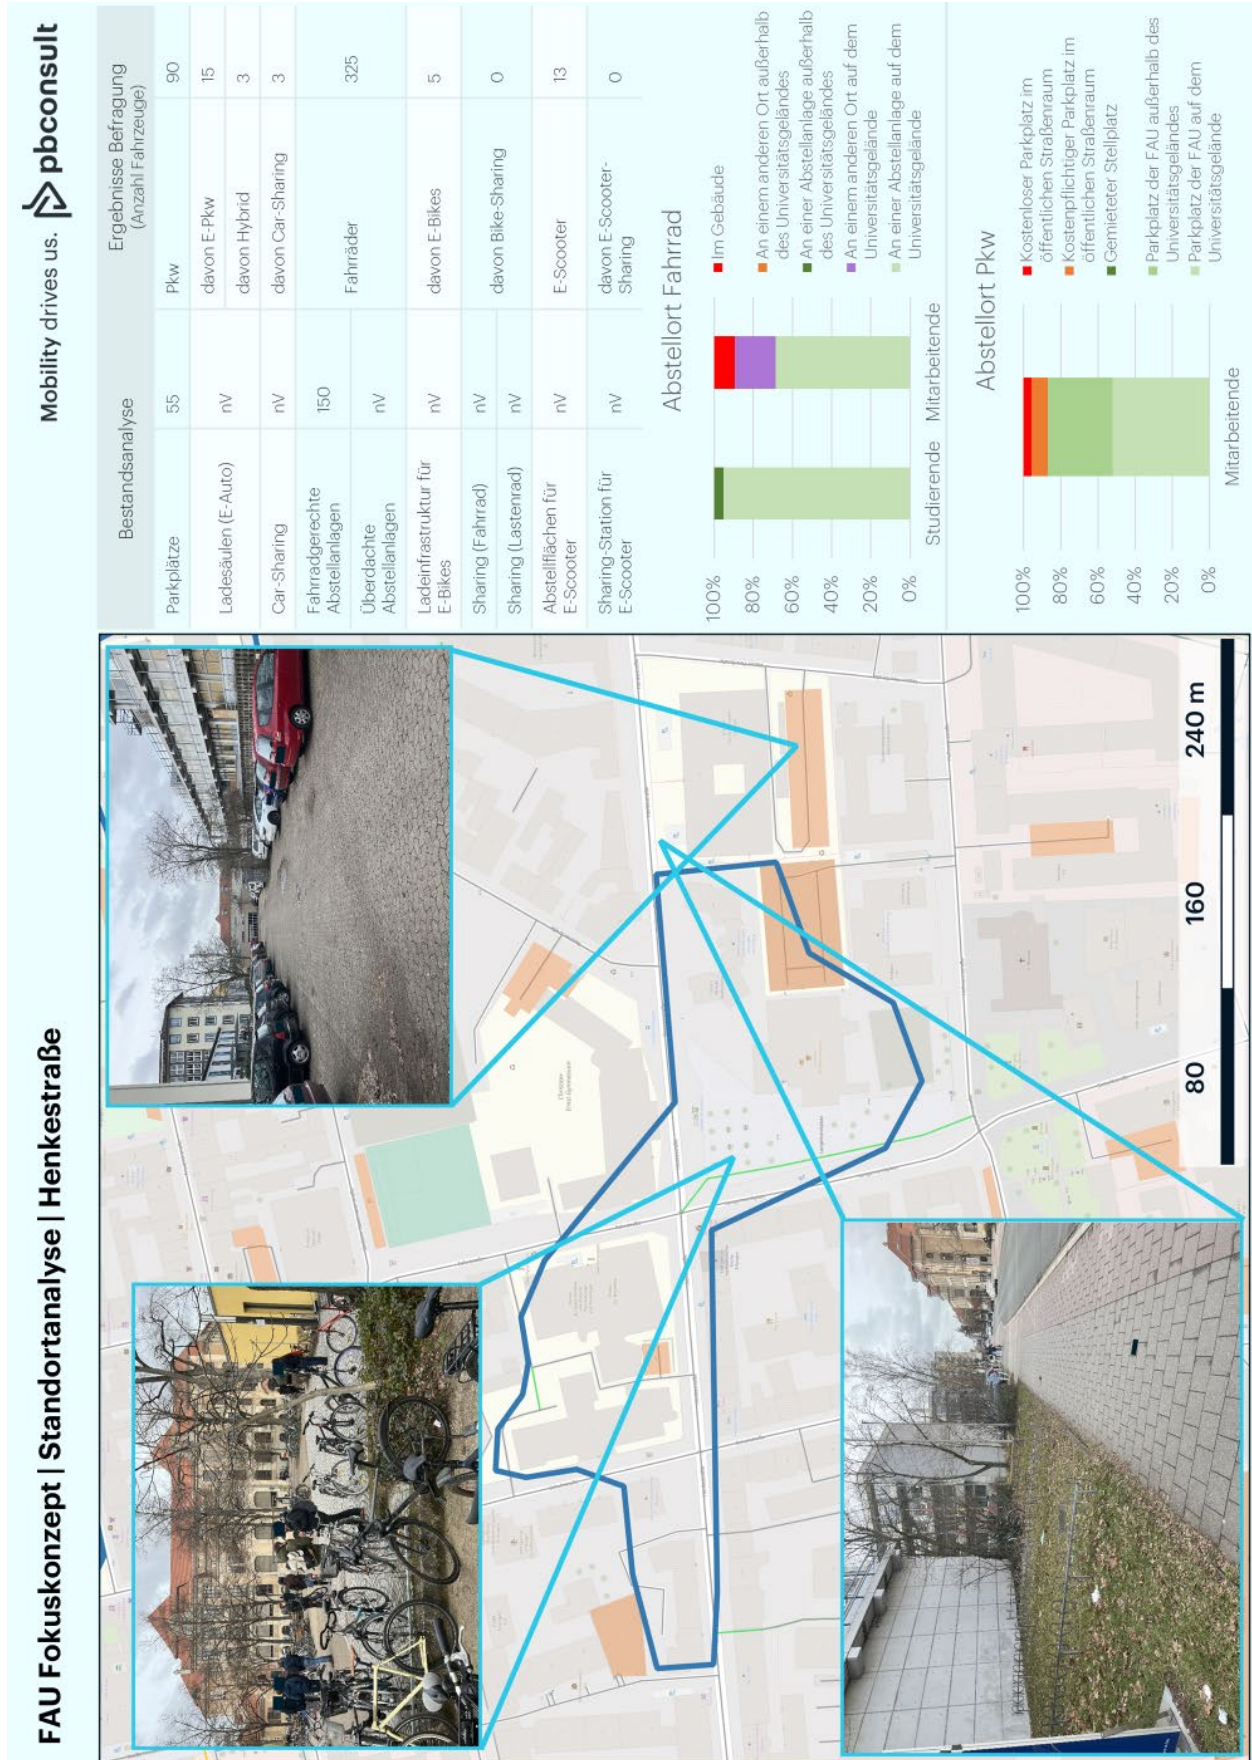 FAU Fokuskonzept | Standortanalyse | Henkestraße
Mobility drives us. pbconsult
Bestandsanalyse
Ergebnisse Befragung
(Anzahl Fahrzeuge)
Parkplätze 55 Pkw 90
Ladesäulen (E-Auto) nV davon E-Pkw 15
davon Hybrid 3
Car-Sharing nV davon Car-Sharing 3
Fahrradgerechte
Abstellanlagen 150 Fahrräder 325
Überdachte
Abstellanlagen nV
Ladeinfrastruktur für
E-Bikes nV davon E-Bikes 5
Sharing (Fahrrad) nV davon Bike-Sharing 0
Sharing (Lastenrad) nV
Abstellflächen für
E-Scooter nV E-Scooter 13
Sharing-Station für
E-Scooter nV davon E-Scooter-
Sharing 0
Abstellort Fahrrad
100%
80%
60%
40%
20%
0%
Studierende Mitarbeitende
Im Gebäude
An einem anderen Ort außerhalb
des Universitätsgeländes
An einer Abstellanlage außerhalb
des Universitätsgeländes
An einem anderen Ort auf dem
Universitätsgelände
An einer Abstellanlage auf dem
Universitätsgelände
Abstellort Pkw
100%
80%
60%
40%
20%
0%
Mitarbeitende
Kostenloser Parkplatz im
öffentlichen Straßenraum
Kostenpflichtiger Parkplatz im
öffentlichen Straßenraum
Gemieteter Stellplatz
Parkplatz der FAU außerhalb des
Universitätsgeländes
Parkplatz der FAU auf dem
Universitätsgelände
80 160 240 m